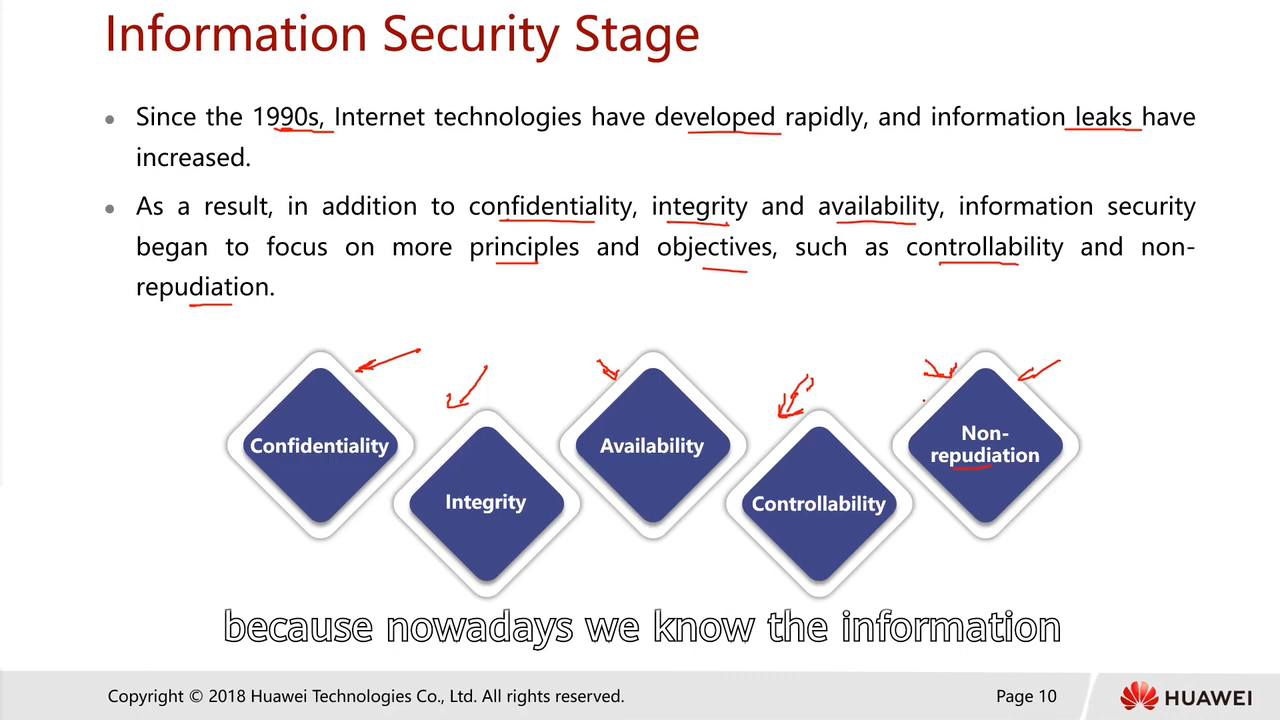 Information Security Stage
Since the 1990s, Internet technologies have developed rapidly, and information leaks have
increased.
As a result, in addition to confidentiality, integrity and availability, information security
began to focus on more principles and objectives, such as controllability and non-
repudiation.
Confidentiality
Integrity
Availability
Controllability
Non-
repudiation
because nowadays we know the information
Copyright © 2018 Huawei Technologies Co., Ltd. All rights reserved.
Page 10
HUAWEI